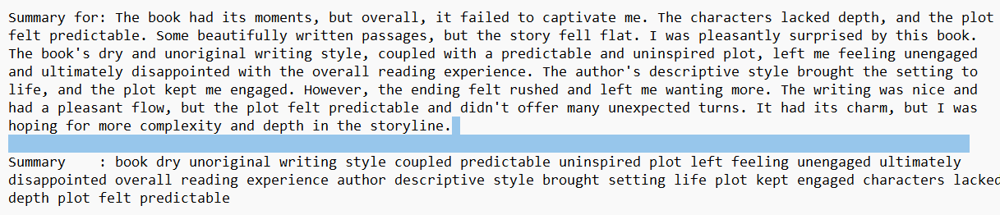 Summary for: The book had its moments, but overall, it failed to captivate me. The characters lacked depth, and the plot
felt predictable. Some beautifully written passages, but the story fell flat. I was pleasantly surprised by this book.
The book's dry and unoriginal writing style, coupled with a predictable and uninspired plot, left me feeling unengaged
and ultimately disappointed with the overall reading experience. The author's descriptive style brought the setting to
life, and the plot kept me engaged. However, the ending felt rushed and left me wanting more. The writing was nice and
had a pleasant flow, but the plot felt predictable and didn't offer many unexpected turns. It had its charm, but I was
hoping for more complexity and depth in the storyline.
Summary    : book dry unoriginal writing style coupled predictable uninspired plot left feeling unengaged ultimately
disappointed overall reading experience author descriptive style brought setting life plot kept engaged characters lacked
depth plot felt predictable